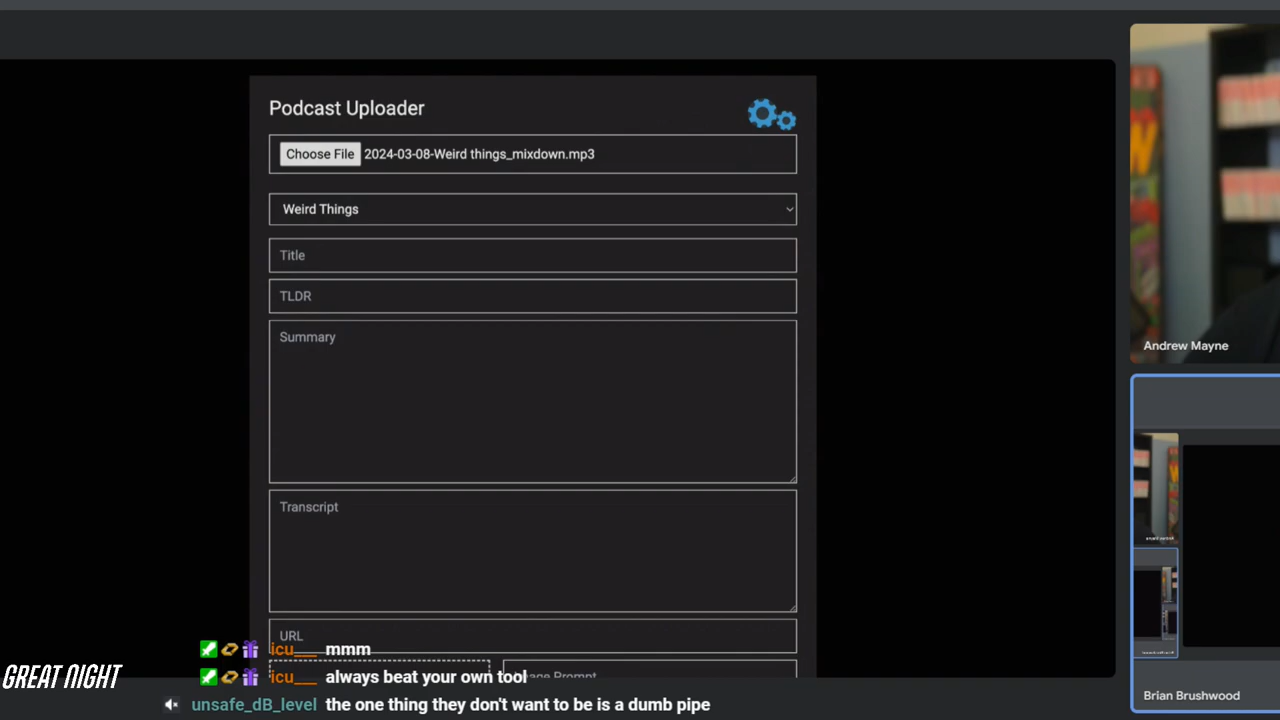 Podcast Uploader
Choose File 2024-03-08-Weird things_mixdown.mp3
Weird Things
Title
TLDR
Summary
Transcript
URL
Prompt
icu___ mmm
icu___ always beat your own tool
unsafe_dB_level the one thing they don't want to be is a dumb pipe
GREAT NIGHT
Andrew Mayne
Brian Brushwood